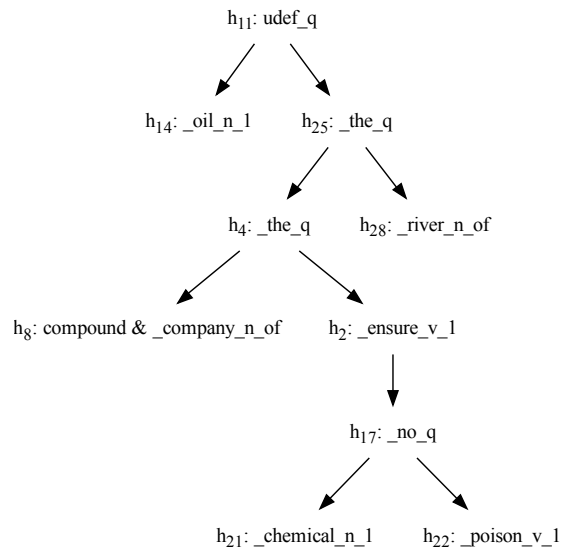 h11: udef_q
h14: _oil_n_1 h25: _the_q
h4: _the_q h28: _river_n_of
h8: compound & _company_n_of h2: _ensure_v_1
h17: _no_q
h21: _chemical_n_1 h22: _poison_v_1